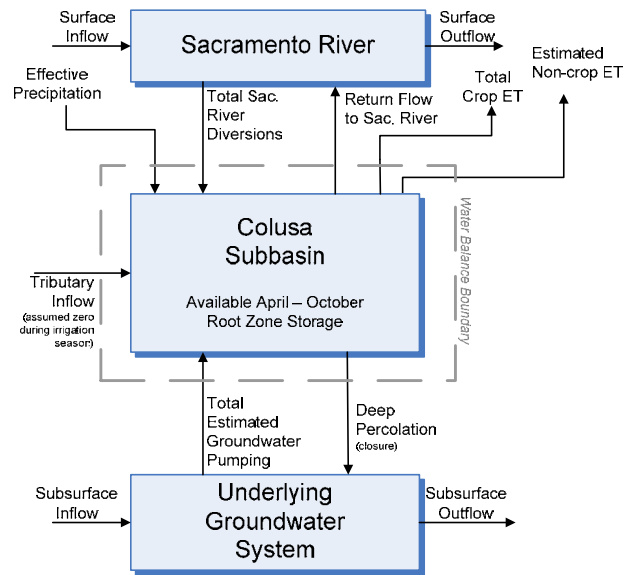 Surface
Inflow
Sacramento River
Surface
Outflow
Estimated
Non-crop ET
Effective
Precipitation
Total Sac.
River
Diversions
Return Flow
to Sac. River
Total
Crop ET
Colusa
Subbasin
Available April – October
Root Zone Storage
Water Balance Boundary
Tributary
Inflow
(assumed zero
during irrigation
season)
Total
Estimated
Groundwater
Pumping
Deep
Percolation
(closure)
Subsurface
Inflow
Underlying
Groundwater
System
Subsurface
Outflow